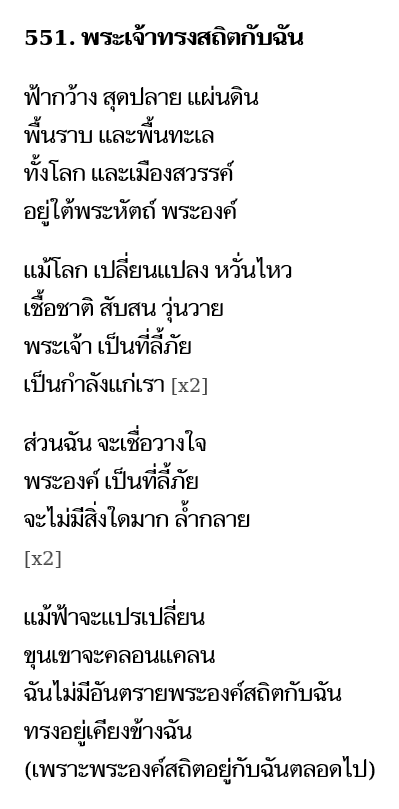 551. พระเจ้าทรงสถิตกับฉัน
ฟ้ากว้าง สุดปลาย แผ่นดิน
พื้นราบ และพื้นทะเล
ทั้งโลก และเมืองสวรรค์
อยู่ใต้พระหัตถ์ พระองค์
แม้โลก เปลี่ยนแปลง หวั่นไหว
เชื้อชาติ สับสน วุ่นวาย
พระเจ้า เป็นที่ลี้ภัย
เป็นกำลังแก่เรา [x2]
ส่วนฉัน จะเชื่อวางใจ
พระองค์ เป็นที่ลี้ภัย
จะไม่มีสิ่งใดมาก ล้ำกลาย
[x2]
แม้ฟ้าจะแปรเปลี่ยน
ขุนเขาจะคลอนแคลน
ฉันไม่มีอันตรายพระองค์สถิตกับฉัน
ทรงอยู่เคียงข้างฉัน
(เพราะพระองค์สถิตอยู่กับฉันตลอดไป)